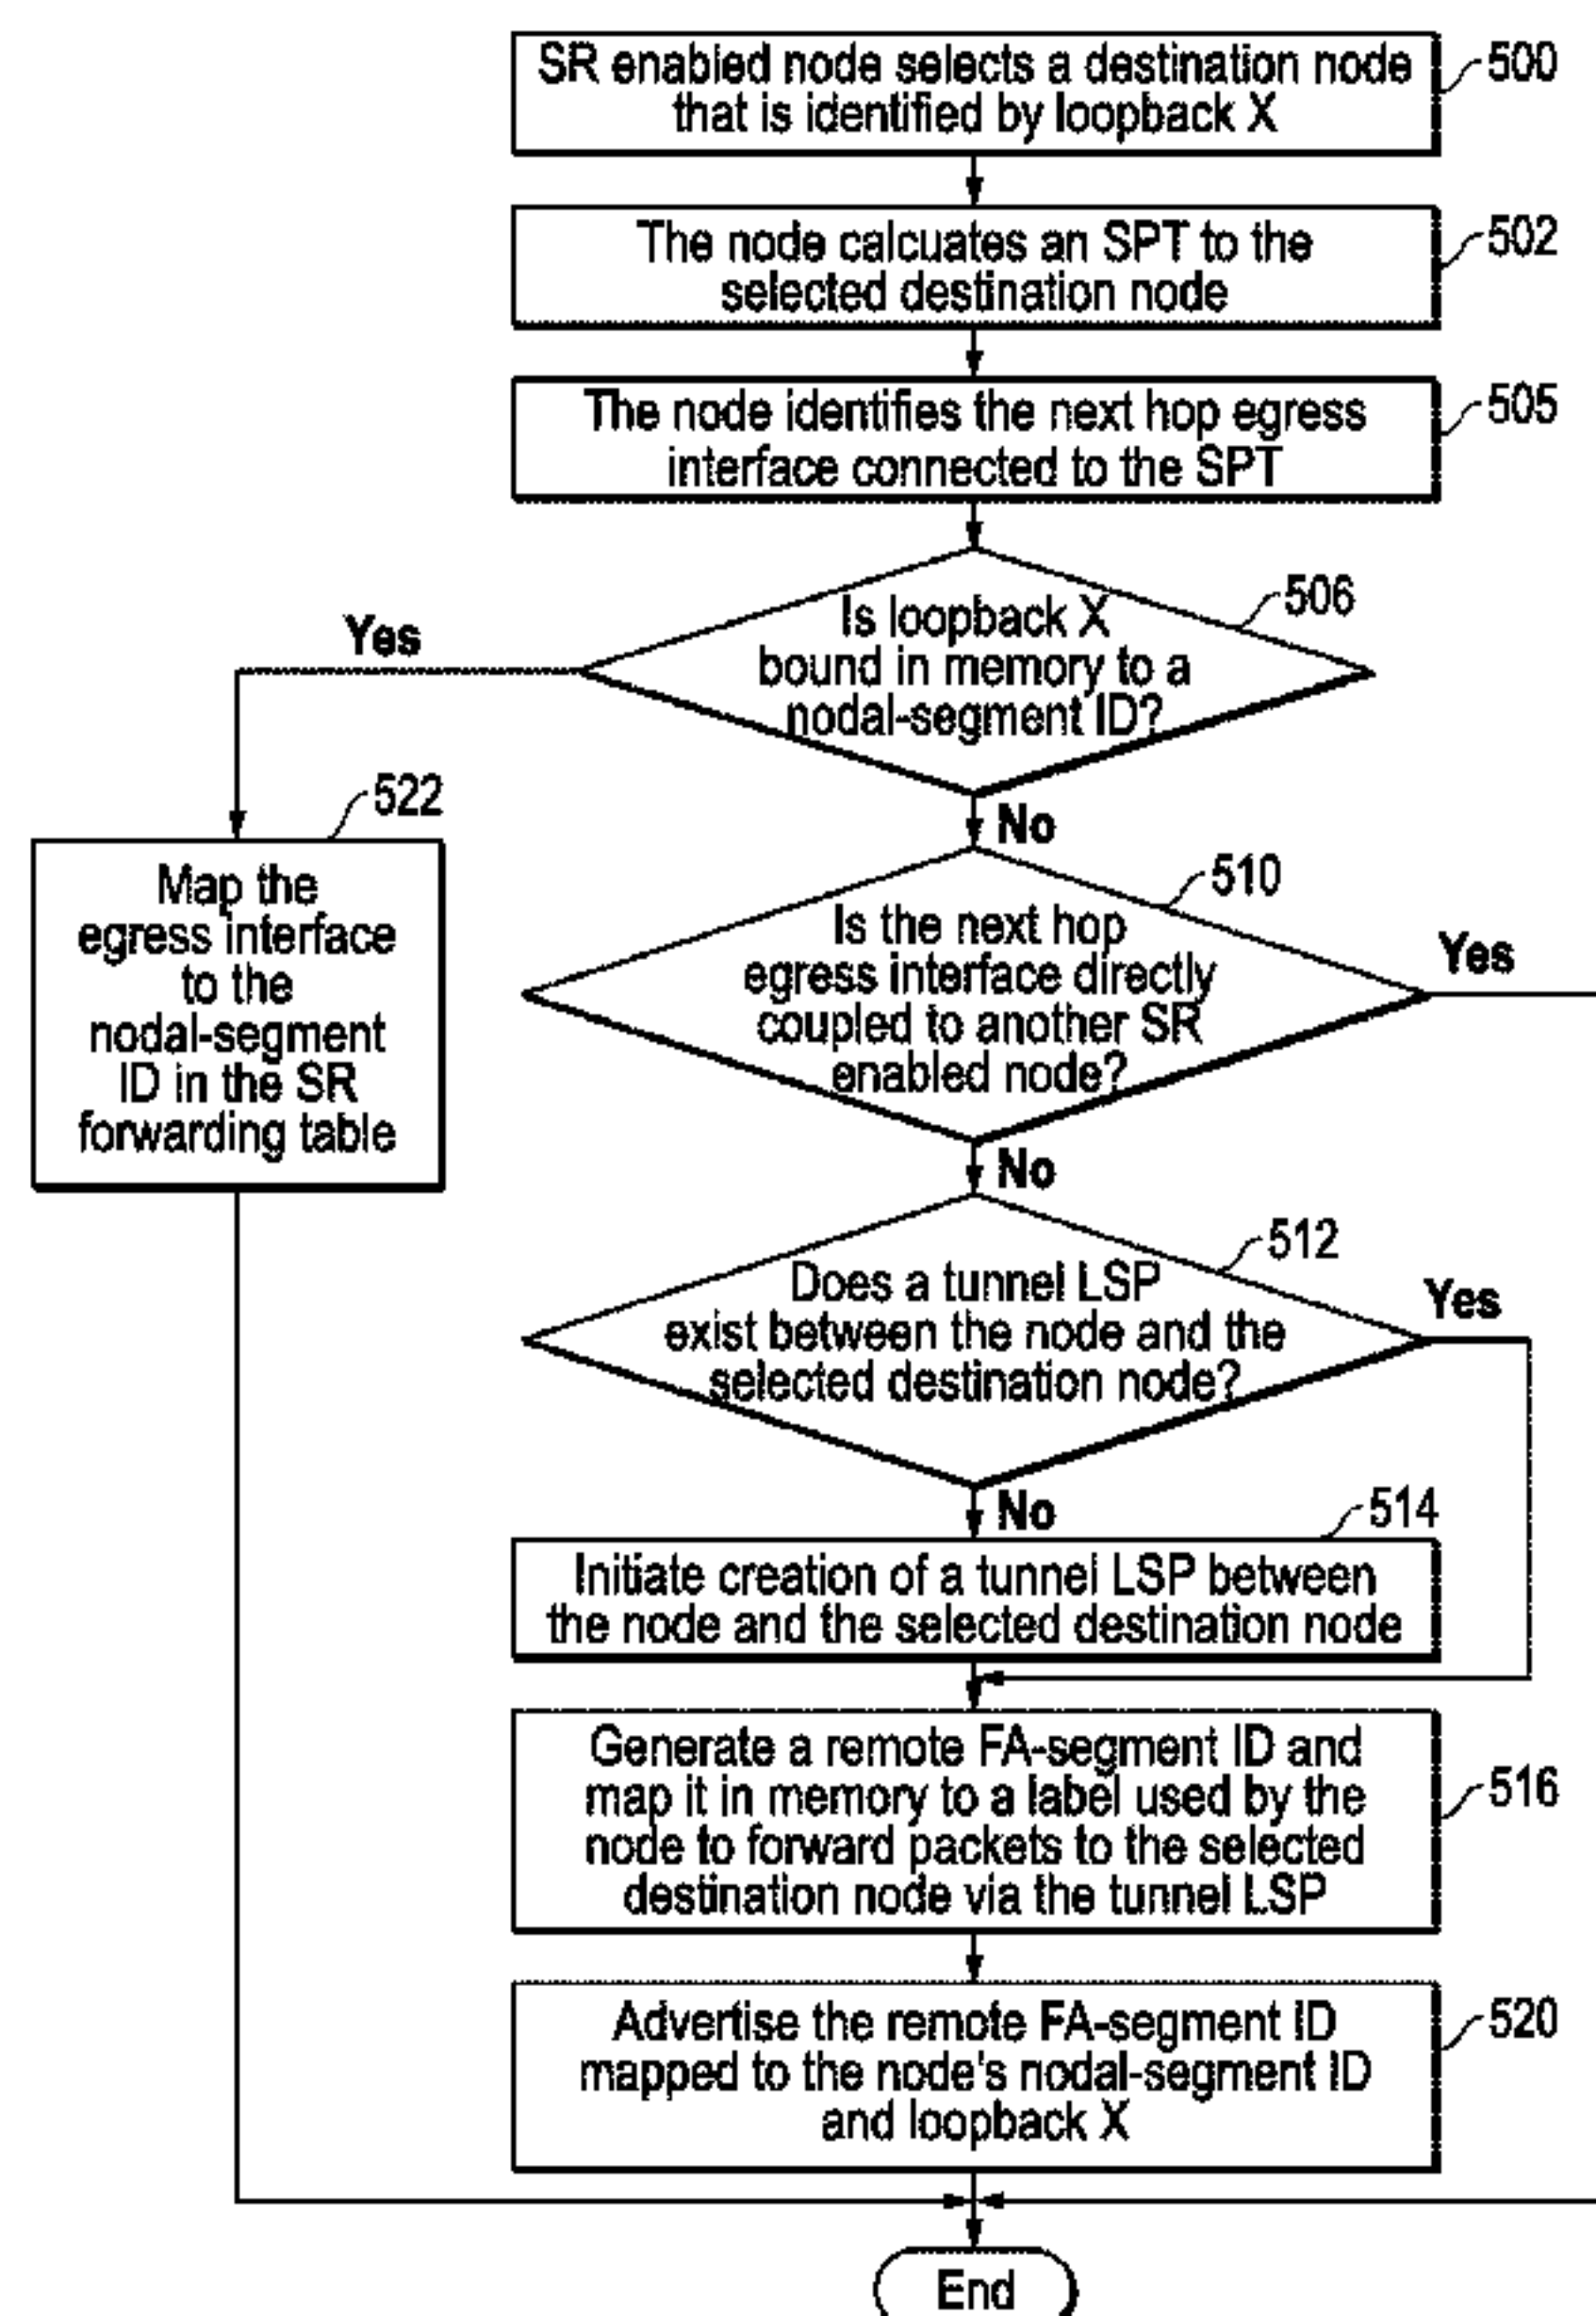 SR enabled node selects a destination node
that is identified by loopback X
500
The node calcuates an SPT to the
selected destination node
502
The node identifies the next hop egress
interface connected to the SPT
505
Is loopback X
bound in memory to a
nodal-segment ID?
506
Yes
No
522
Map the
egress interface
to the
nodal-segment
ID in the SR
forwarding table
510
Is the next hop
egress interface directly
coupled to another SR
enabled node?
Yes
No
512
Does a tunnel LSP
exist between the node and the
selected destination node?
Yes
No
514
Initiate creation of a tunnel LSP between
the node and the selected destination node
Generate a remote FA-segment ID and
map it in memory to a label used by the
node to forward packets to the selected
destination node via the tunnel LSP
516
Advertise the remote FA-segment ID
mapped to the node's nodal-segment ID
and loopback X
520
End